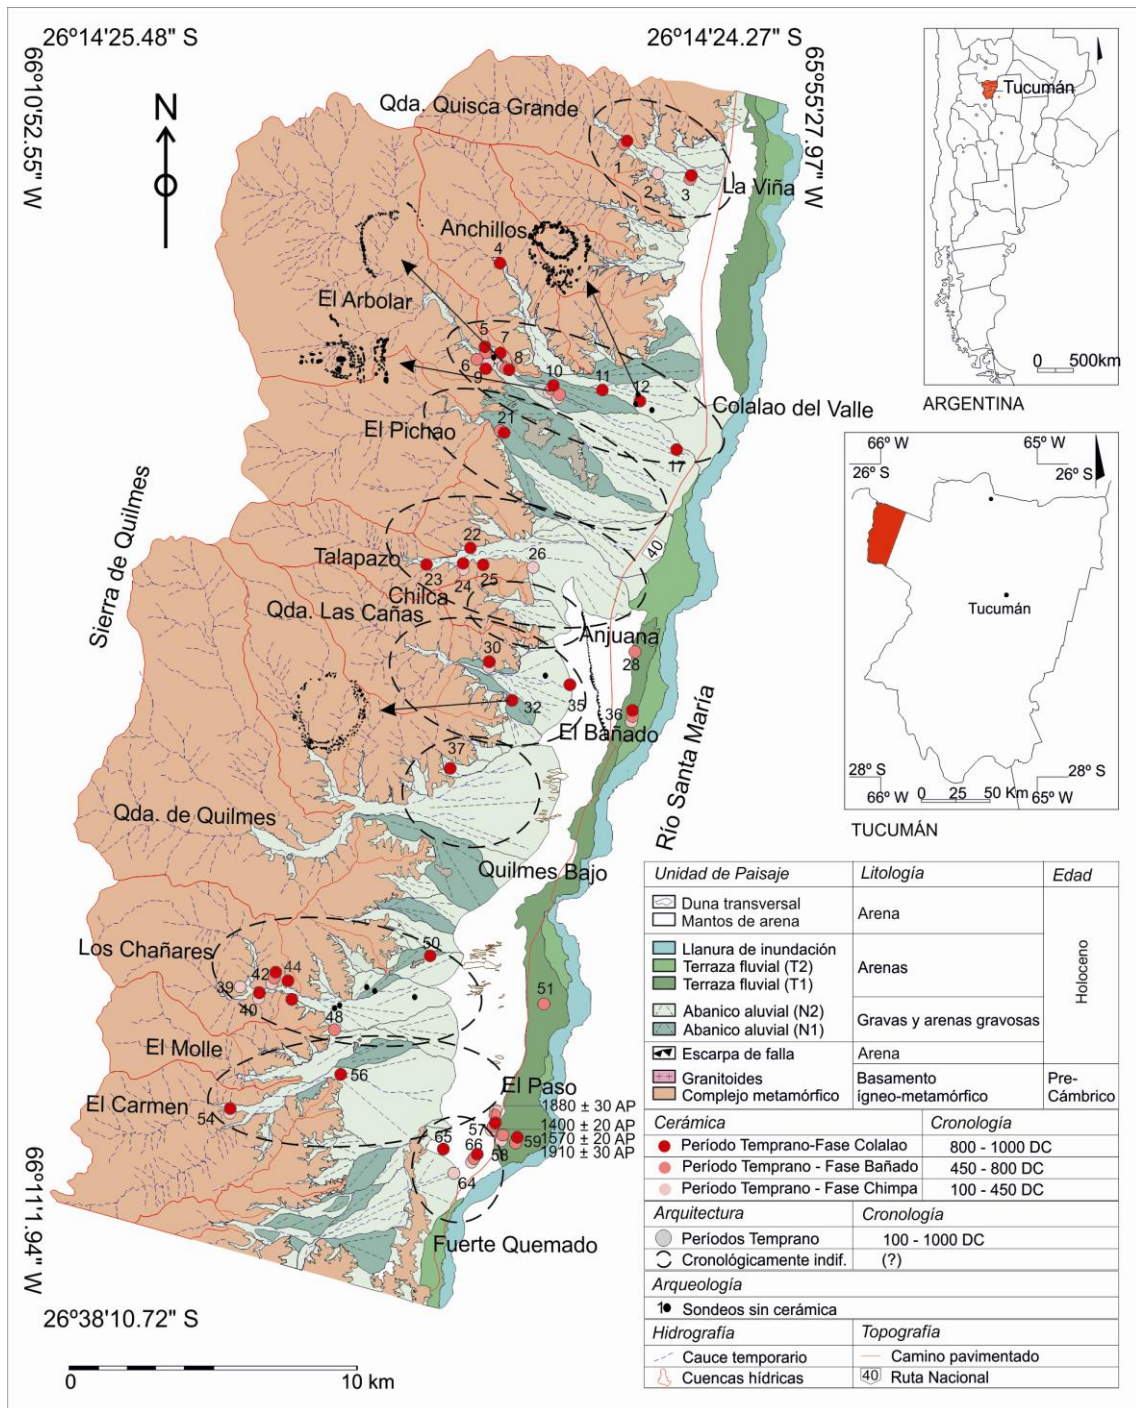 26º14'25.48" S
26º14'24.27" S
66º10'52.55" W
65º55'27.97" W
N
Qda. Quisca Grande
1
2
3
La Viña
Anchillos
4
El Arbolar
5
7
6
8
9
10
11
12
Colalao del Valle
El Pichao
21
17
Sierra de Quilmes
40
22
26
Talapazo
23
24
25
Chilca
Qda. Las Cañas
Anjuana
30
28
35
32
36
El Bañado
Río Santa María
37
Qda. de Quilmes
Quilmes Bajo
Los Chañares
50
42
44
39
40
51
48
El Molle
56
El Paso
El Carmen
54
1880 ± 30 AP
1400 ± 20 AP
57
1570 ± 20 AP
59
65
66
58
1910 ± 30 AP
64
Fuerte Quemado
66º11'1.94" W
26º38'10.72" S
0
10 km
Tucumán
0
500km
ARGENTINA
66º W
65º W
26º S
26º S
Tucumán
28º S
28º S
0 25 50 Km
66º W
65º W
TUCUMÁN
Unidad de Paisaje
Litología
Edad
Duna transversal
Mantos de arena
Arena
Llanura de inundación
Terraza fluvial (T2)
Terraza fluvial (T1)
Arenas
Holoceno
Abanico aluvial (N2)
Abanico aluvial (N1)
Gravas y arenas gravosas
Escarpa de falla
Arena
Granitoides
Complejo metamórfico
Basamento
ígneo-metamórfico
Pre-
Cámbrico
Cerámica
Cronología
Período Temprano-Fase Colalao
800 - 1000 DC
Período Temprano - Fase Bañado
450 - 800 DC
Período Temprano - Fase Chimpa
100 - 450 DC
Arquitectura
Cronología
Períodos Temprano
100 - 1000 DC
Cronológicamente indif.
(?)
Arqueología
1 Sondeos sin cerámica
Hidrografía
Topografía
Cauce temporario
Camino pavimentado
Cuencas hídricas
40 Ruta Nacional